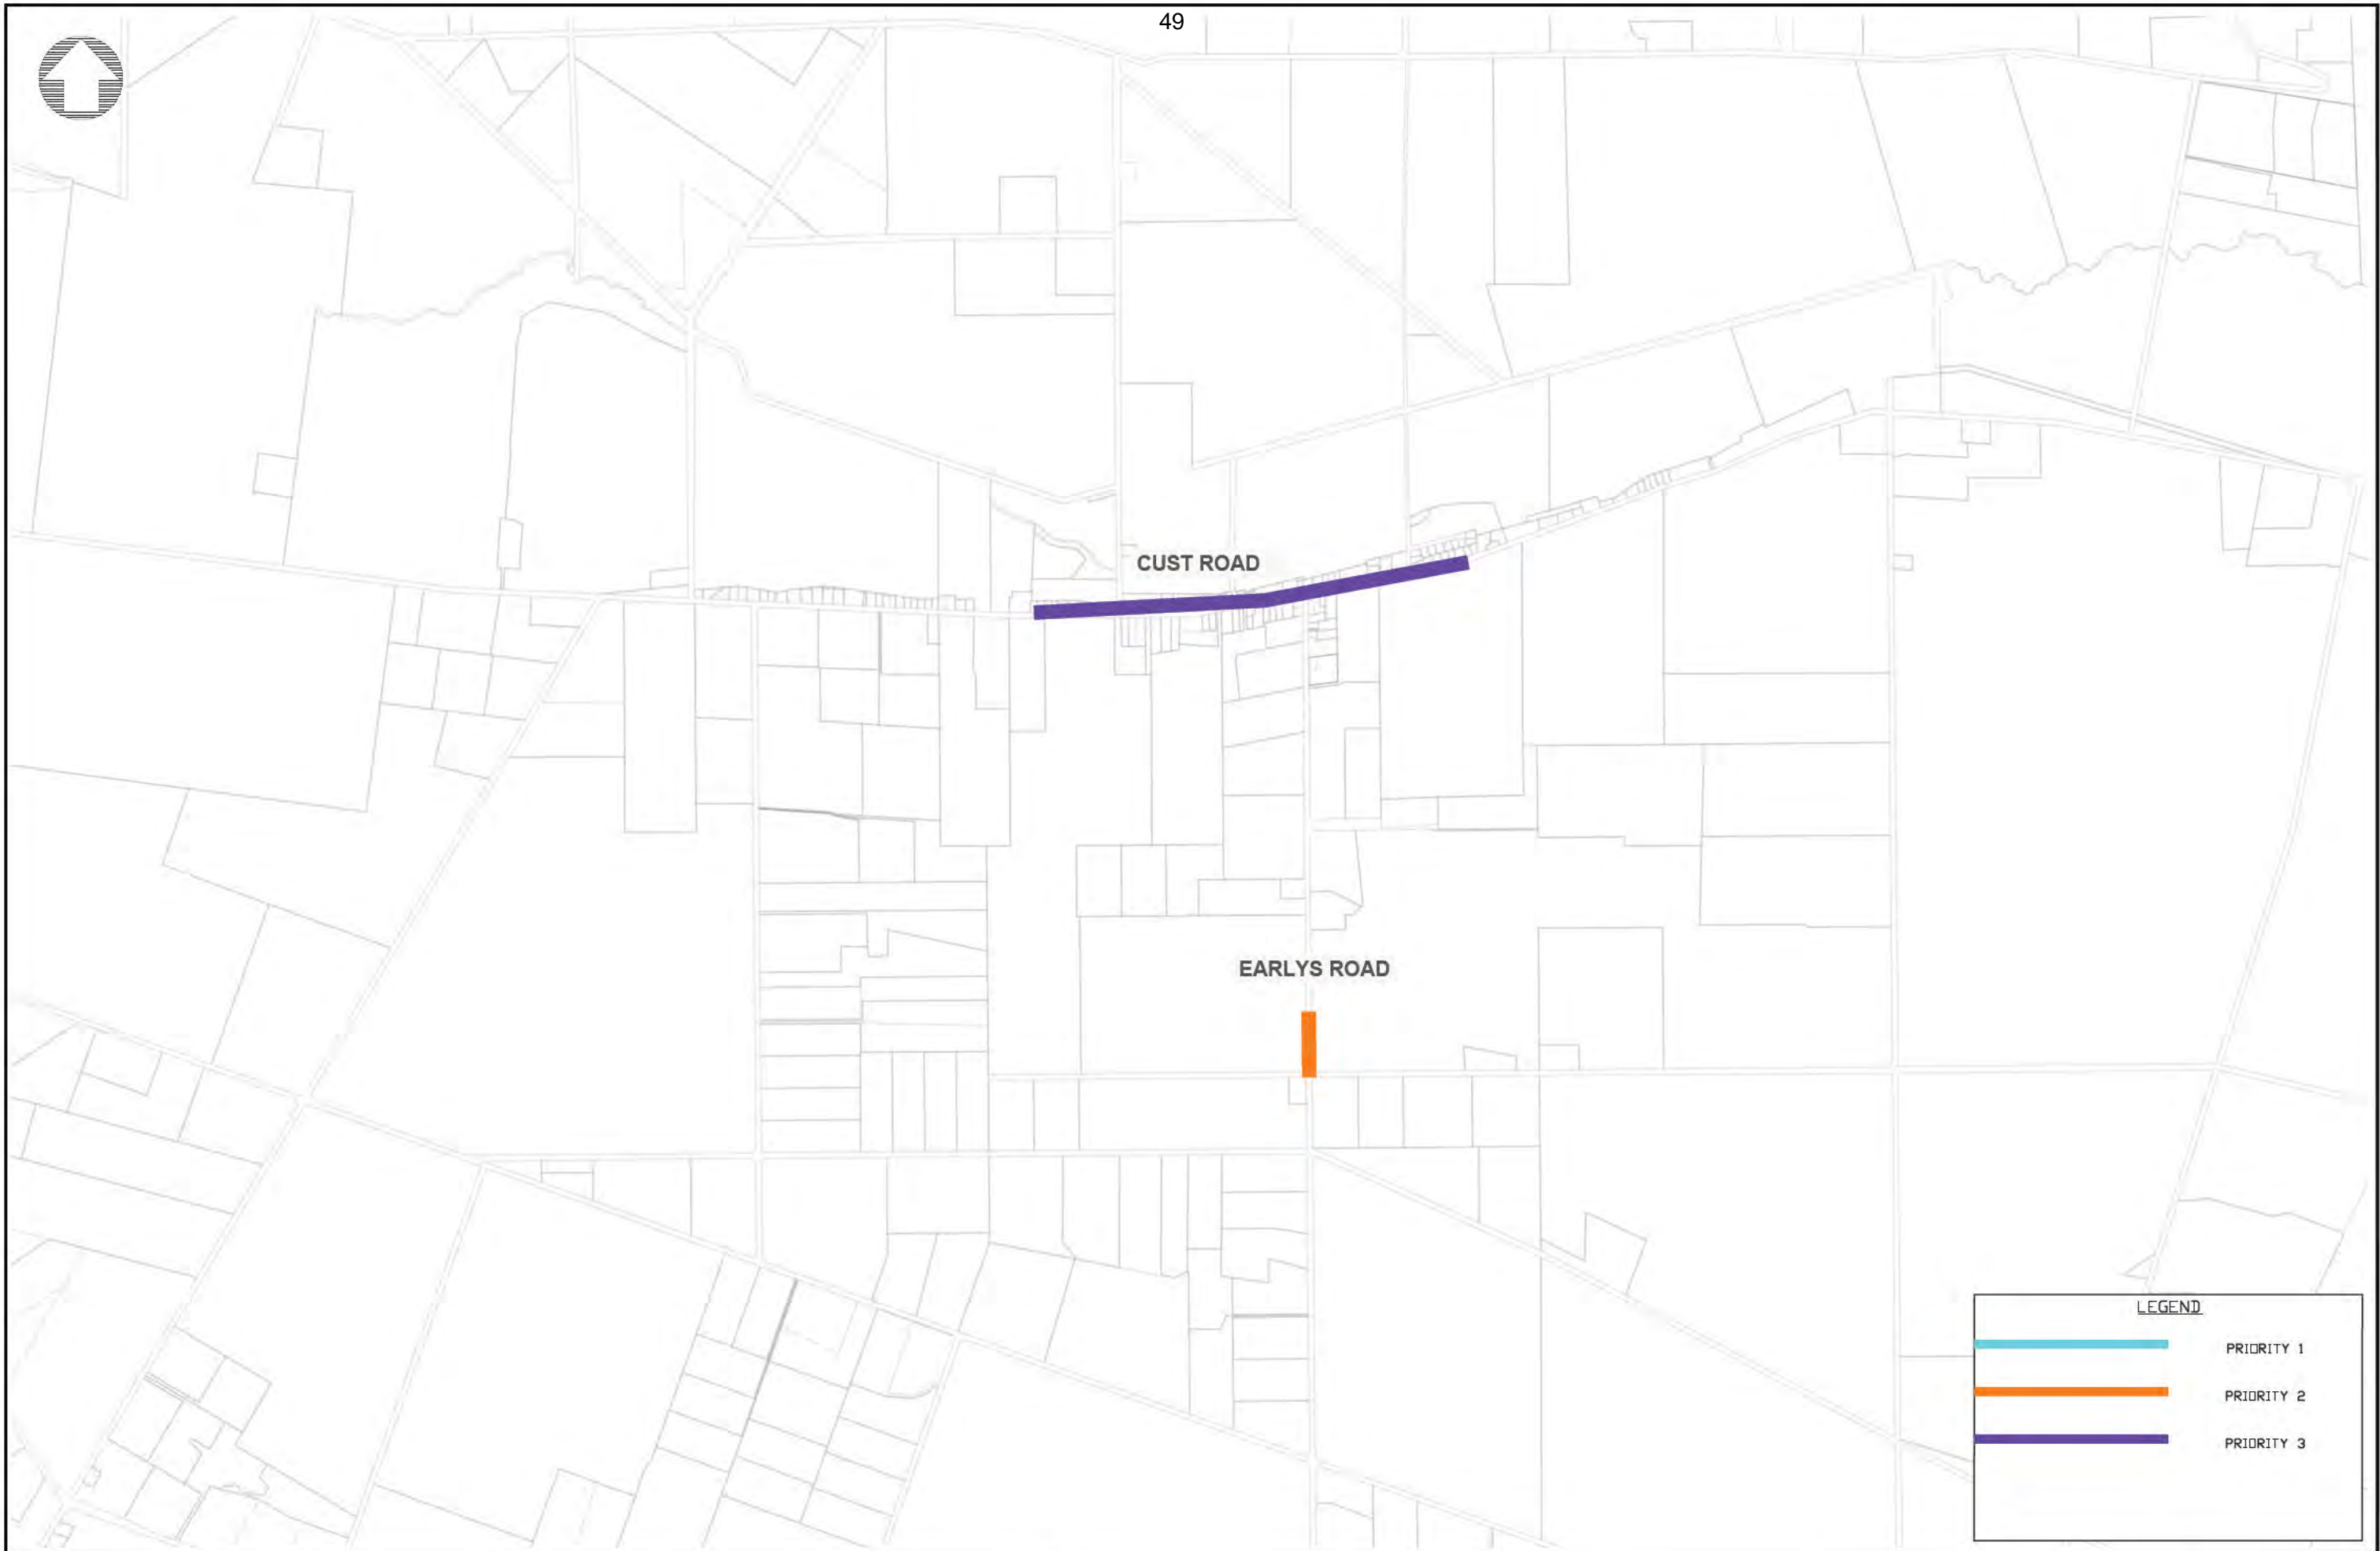 49
CUST ROAD
EARLYS ROAD
LEGEND
PRIORITY 1
PRIORITY 2
PRIORITY 3